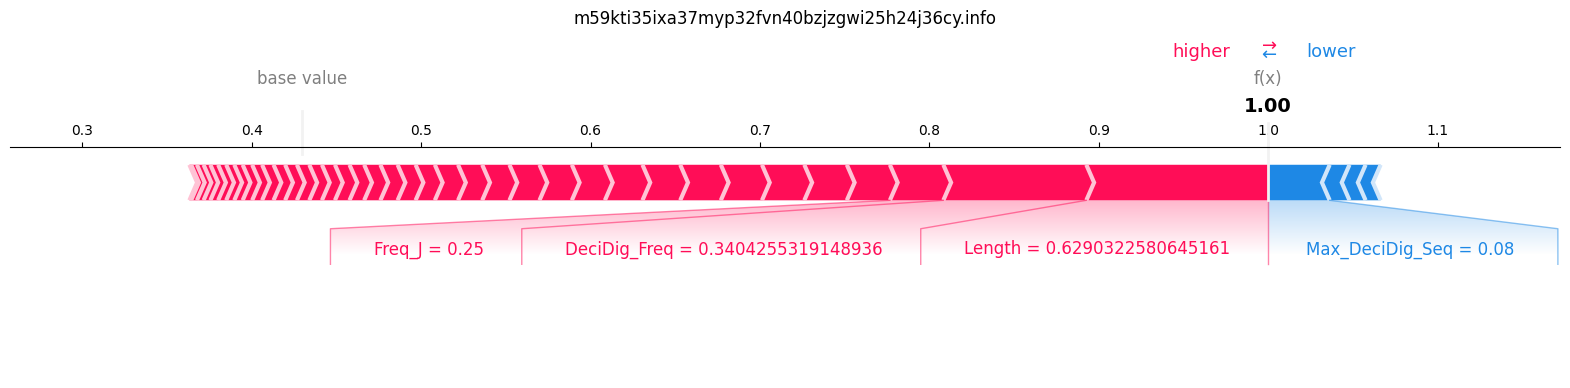 m59kti35ixa37myp32fvn40bzjzgwi25h24j36cy.info
higher → ← lower
base value f(x)
1.00
0.3 0.4 0.5 0.6 0.7 0.8 0.9 1.0 1.1
Freq_J = 0.25 DeciDig_Freq = 0.3404255319148936 Length = 0.6290322580645161 Max_DeciDig_Seq = 0.08